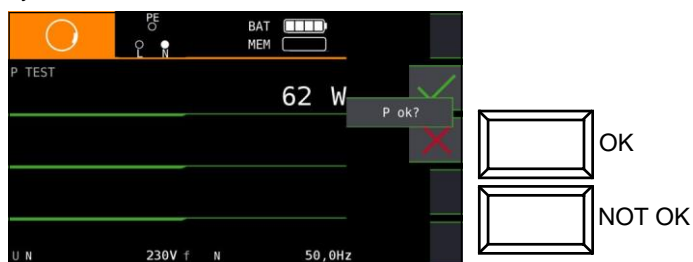 PE
BAT
L N
MEM
P TEST
62 W
P ok?
OK
NOT OK
U N 230V f N 50,0Hz